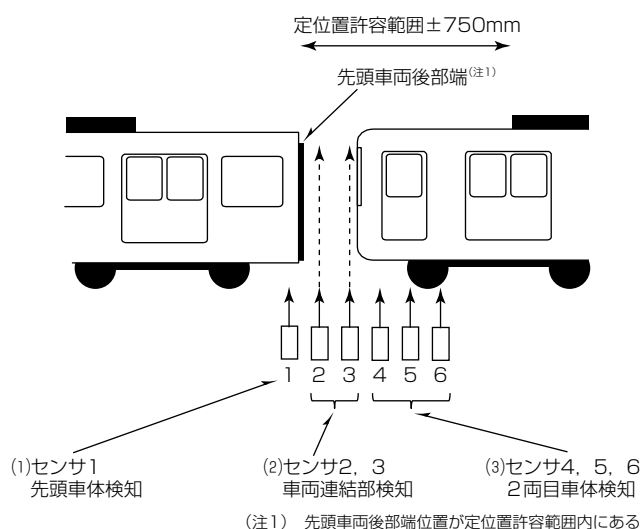 定位置許容範囲±750mm
先頭車両後部端(注1)
1 2 3 4 5 6
(1)センサ1
先頭車体検知
(2)センサ2，3
車両連結部検知
(3)センサ4，5，6
2両目車体検知
(注1) 先頭車両後部端位置が定位置許容範囲内にある